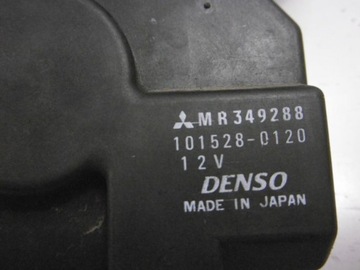 MR349288
101528-0120
12V
DENSO
MADE IN JAPAN